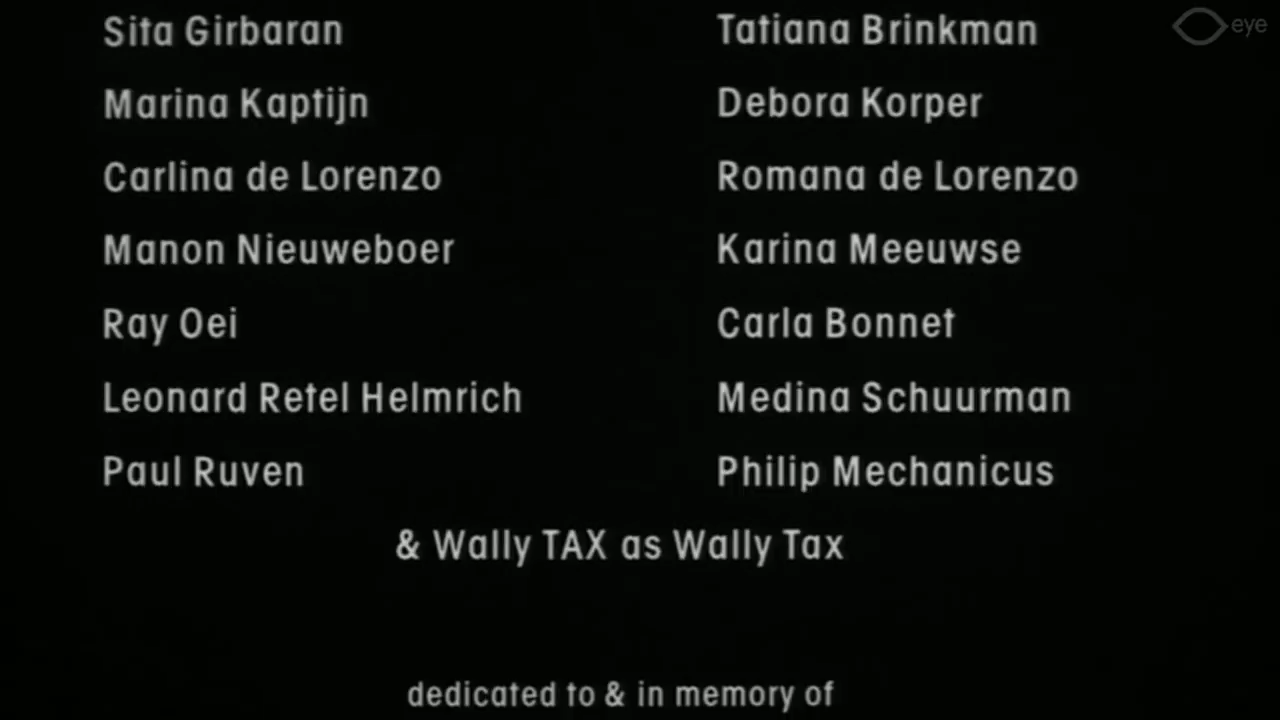 eye
Sita Girbaran Tatiana Brinkman
Marina Kaptijn Debora Korper
Carlina de Lorenzo Romana de Lorenzo
Manon Nieuweboer Karina Meeuwse
Ray Oei Carla Bonnet
Leonard Retel Helmrich Medina Schuurman
Paul Ruven Philip Mechanicus
& Wally TAX as Wally Tax
dedicated to & in memory of